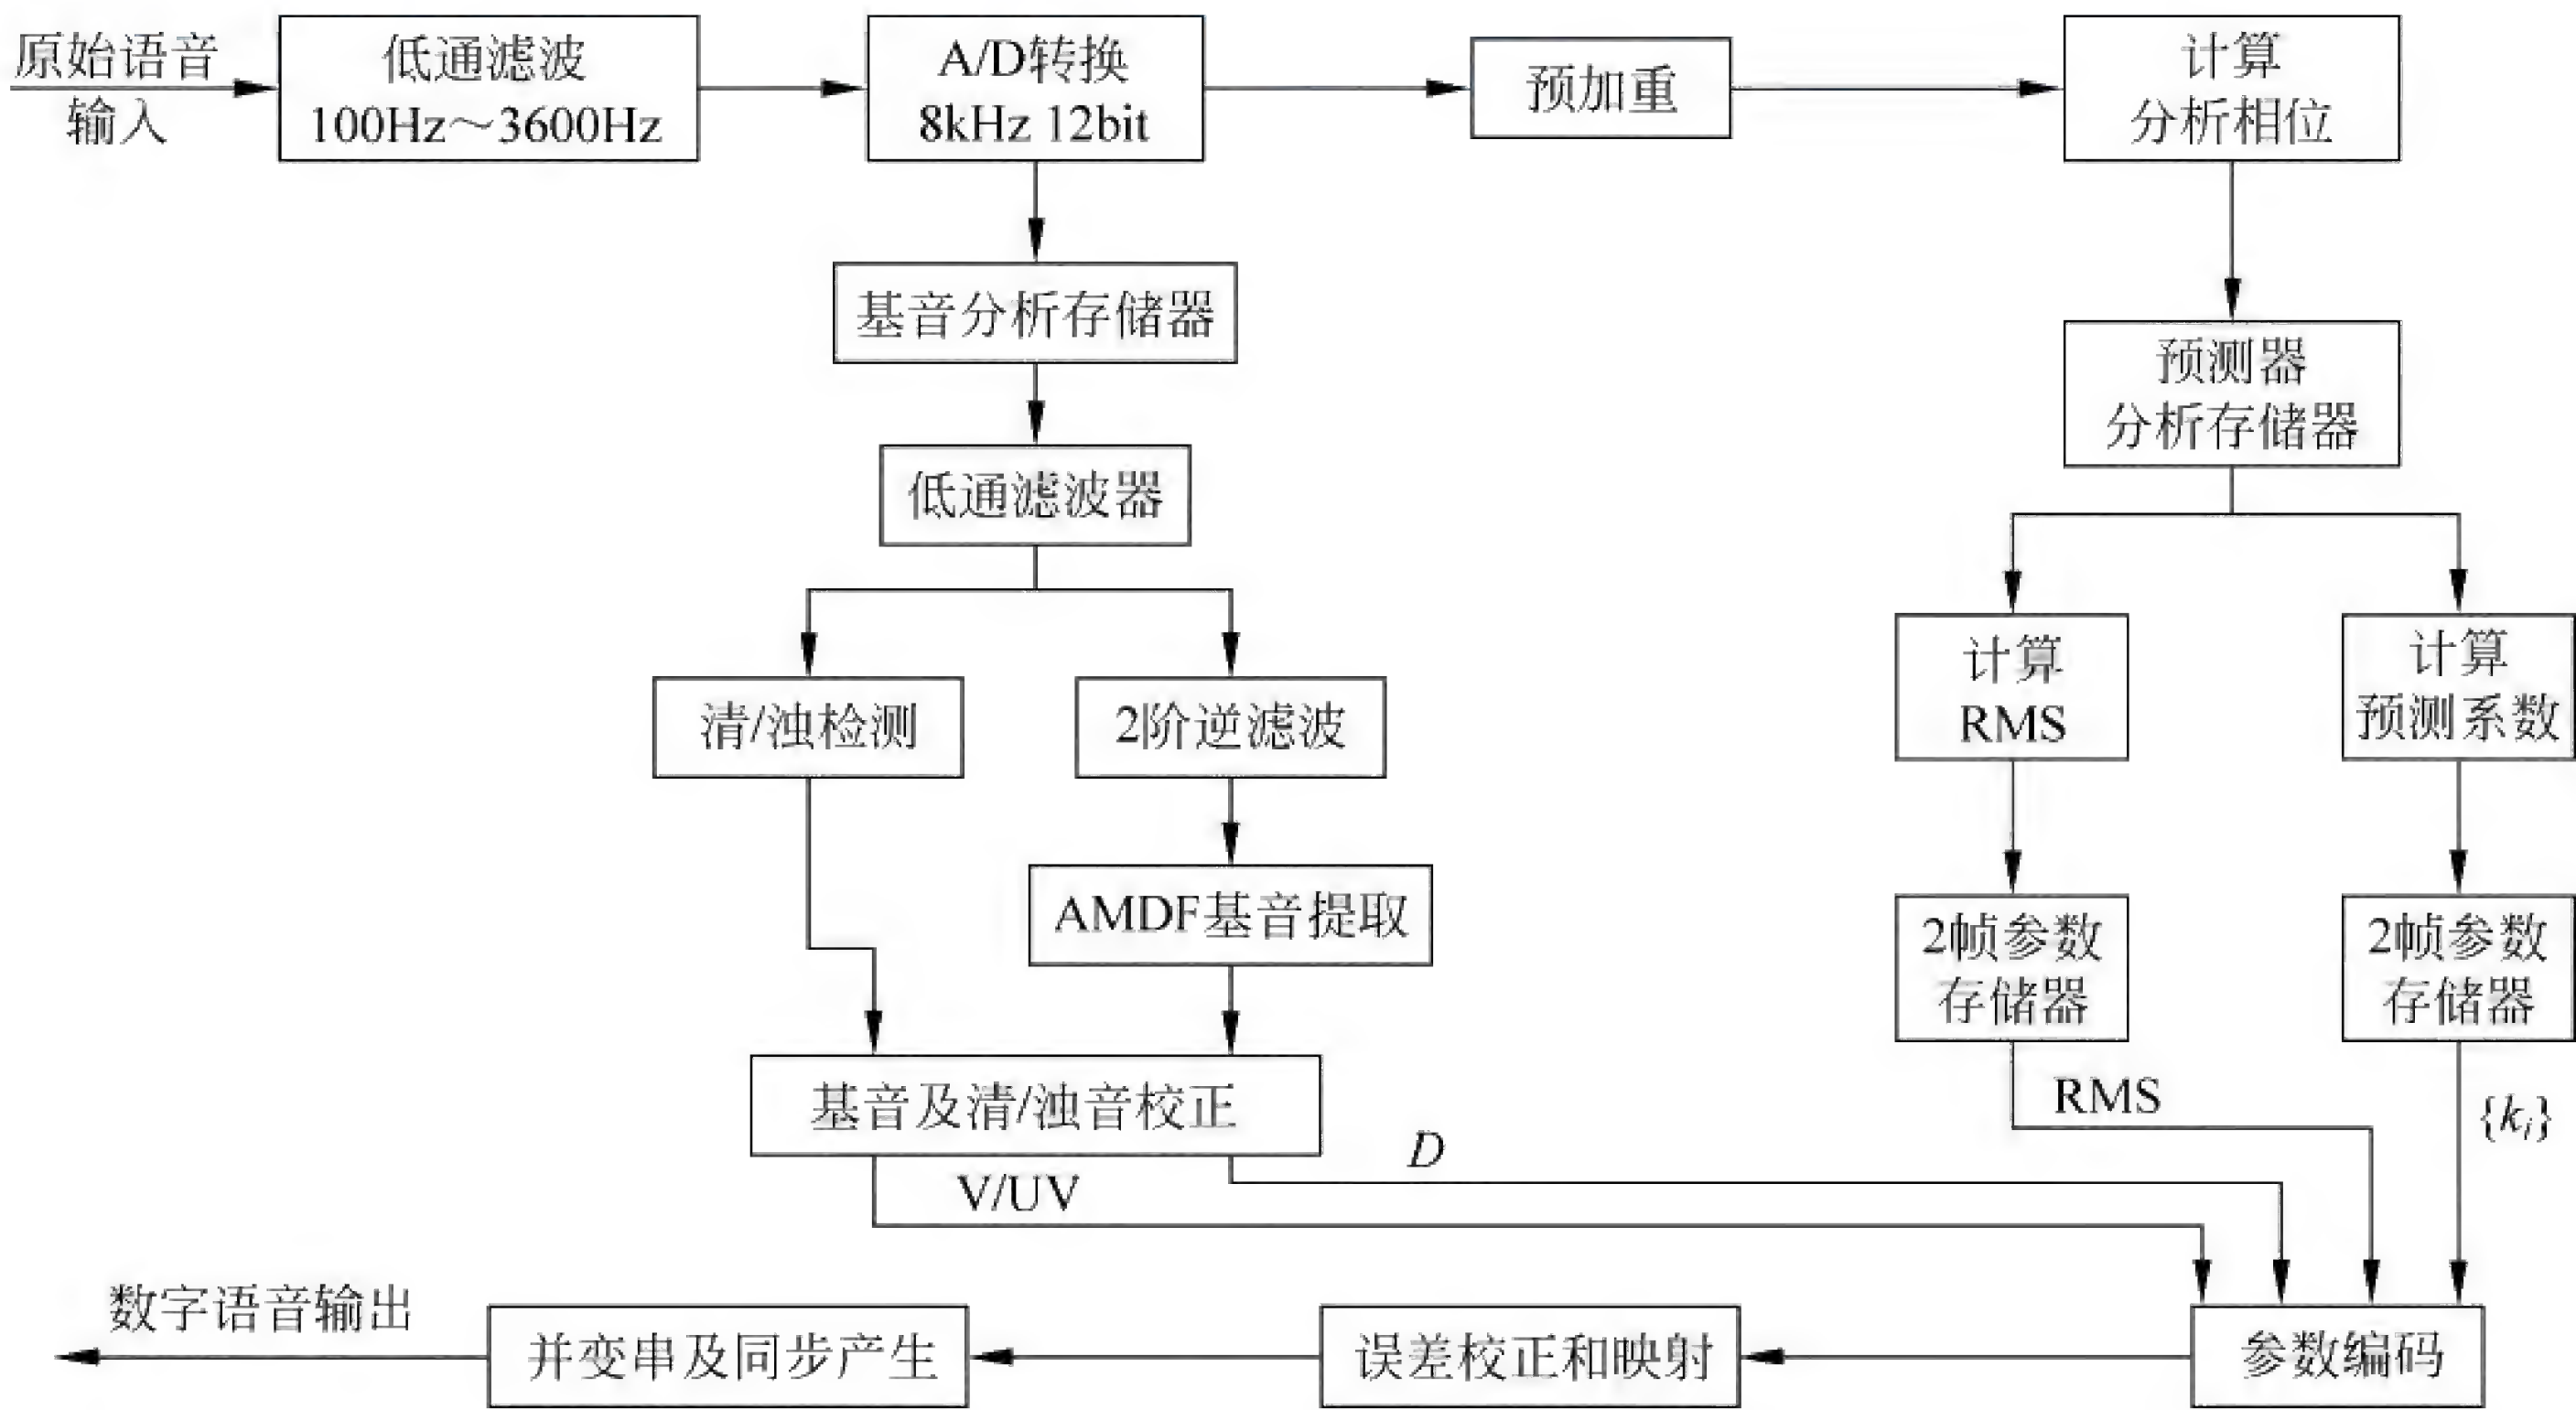 原始语音
输入
低通滤波
100Hz～3600Hz
A/D转换
8kHz 12bit
预加重
计算
分析相位
基音分析存储器
预测器
分析存储器
低通滤波器
清/浊检测
2阶逆滤波
计算
RMS
计算
预测系数
AMDF基音提取
2帧参数
存储器
2帧参数
存储器
基音及清/浊音校正
RMS
{k_i}
D
V/UV
数字语音输出
并变串及同步产生
误差校正和映射
参数编码